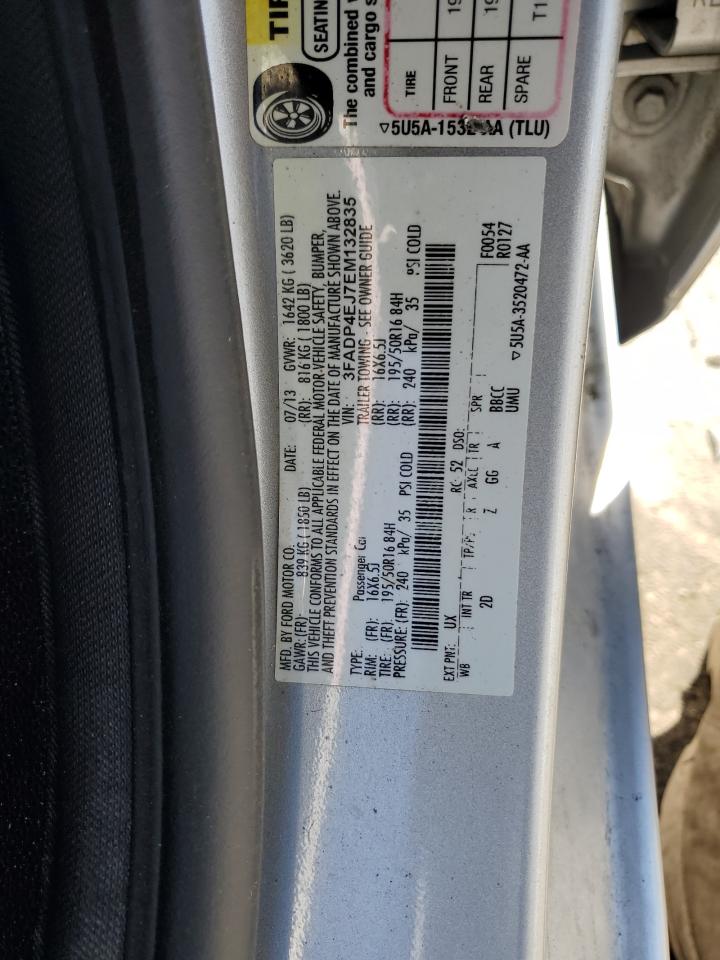 TIR
SEATING
The combined w
and cargo s
TIRE
FRONT 19
REAR 19
SPARE T1
▽5U5A-153 AA (TLU)
MFD. BY FORD MOTOR CO. DATE: 07/13 GVWR: 1642 KG ( 3620 LB)
GAWR: (FR): 839 KG ( 1850 LB) (RR): 816 KG ( 1800 LB)
THIS VEHICLE CONFORMS TO ALL APPLICABLE FEDERAL MOTOR-VEHICLE SAFETY, BUMPER,
AND THEFT PREVENTION STANDARDS IN EFFECT ON THE DATE OF MANUFACTURE SHOWN ABOVE.
VIN: 3FADP4EJ7EM132835
TYPE: Passenger Car TRAILER TOWING - SEE OWNER GUIDE
RIM: (FR): 16X6.5J (RR): 16X6.5J
TIRE: (FR): 195/50R16 84H (RR): 195/50R16 84H
PRESSURE: (FR): 240 kPa/ 35 PSI COLD (RR): 240 kPa/ 35 PSI COLD
EXT PNT: UX RC: 52 DSO: F0054
WB INT TR TP/PS R AXLE TR SPR R0127
2D Z GG A BBCC
UMU
▽5U5A-3520472-AA